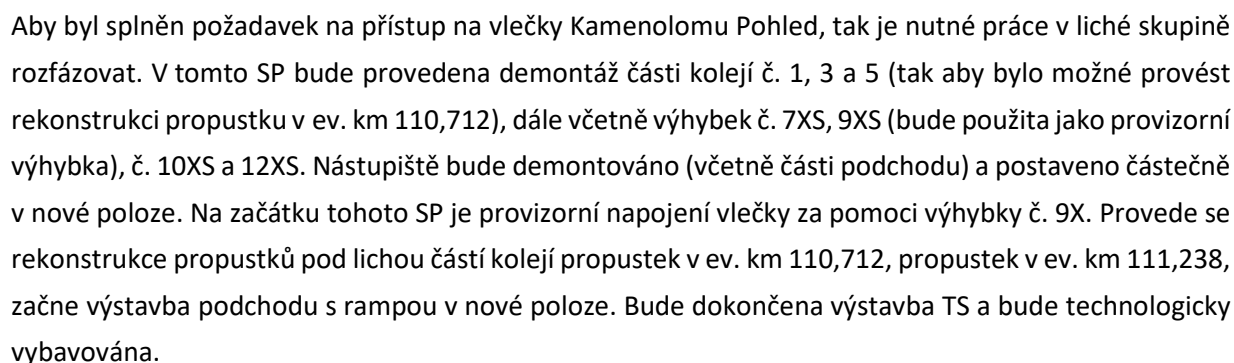 Aby byl splněn požadavek na přístup na vlečky Kamenolomu Pohled, tak je nutné práce v liché skupině
rozfázovat. V tomto SP bude provedena demontáž části kolejí č. 1, 3 a 5 (tak aby bylo možné provést
rekonstrukci propustku v ev. km 110,712), dále včetně výhybek č. 7XS, 9XS (bude použita jako provizorní
výhybka), č. 10XS a 12XS. Nástupiště bude demontováno (včetně části podchodu) a postaveno částečně
v nové poloze. Na začátku tohoto SP je provizorní napojení vlečky za pomoci výhybky č. 9X. Provede se
rekonstrukce propustků pod lichou částí kolejí propustek v ev. km 110,712, propustek v ev. km 111,238,
začne výstavba podchodu s rampou v nové poloze. Bude dokončena výstavba TS a bude technologicky
vybavována.